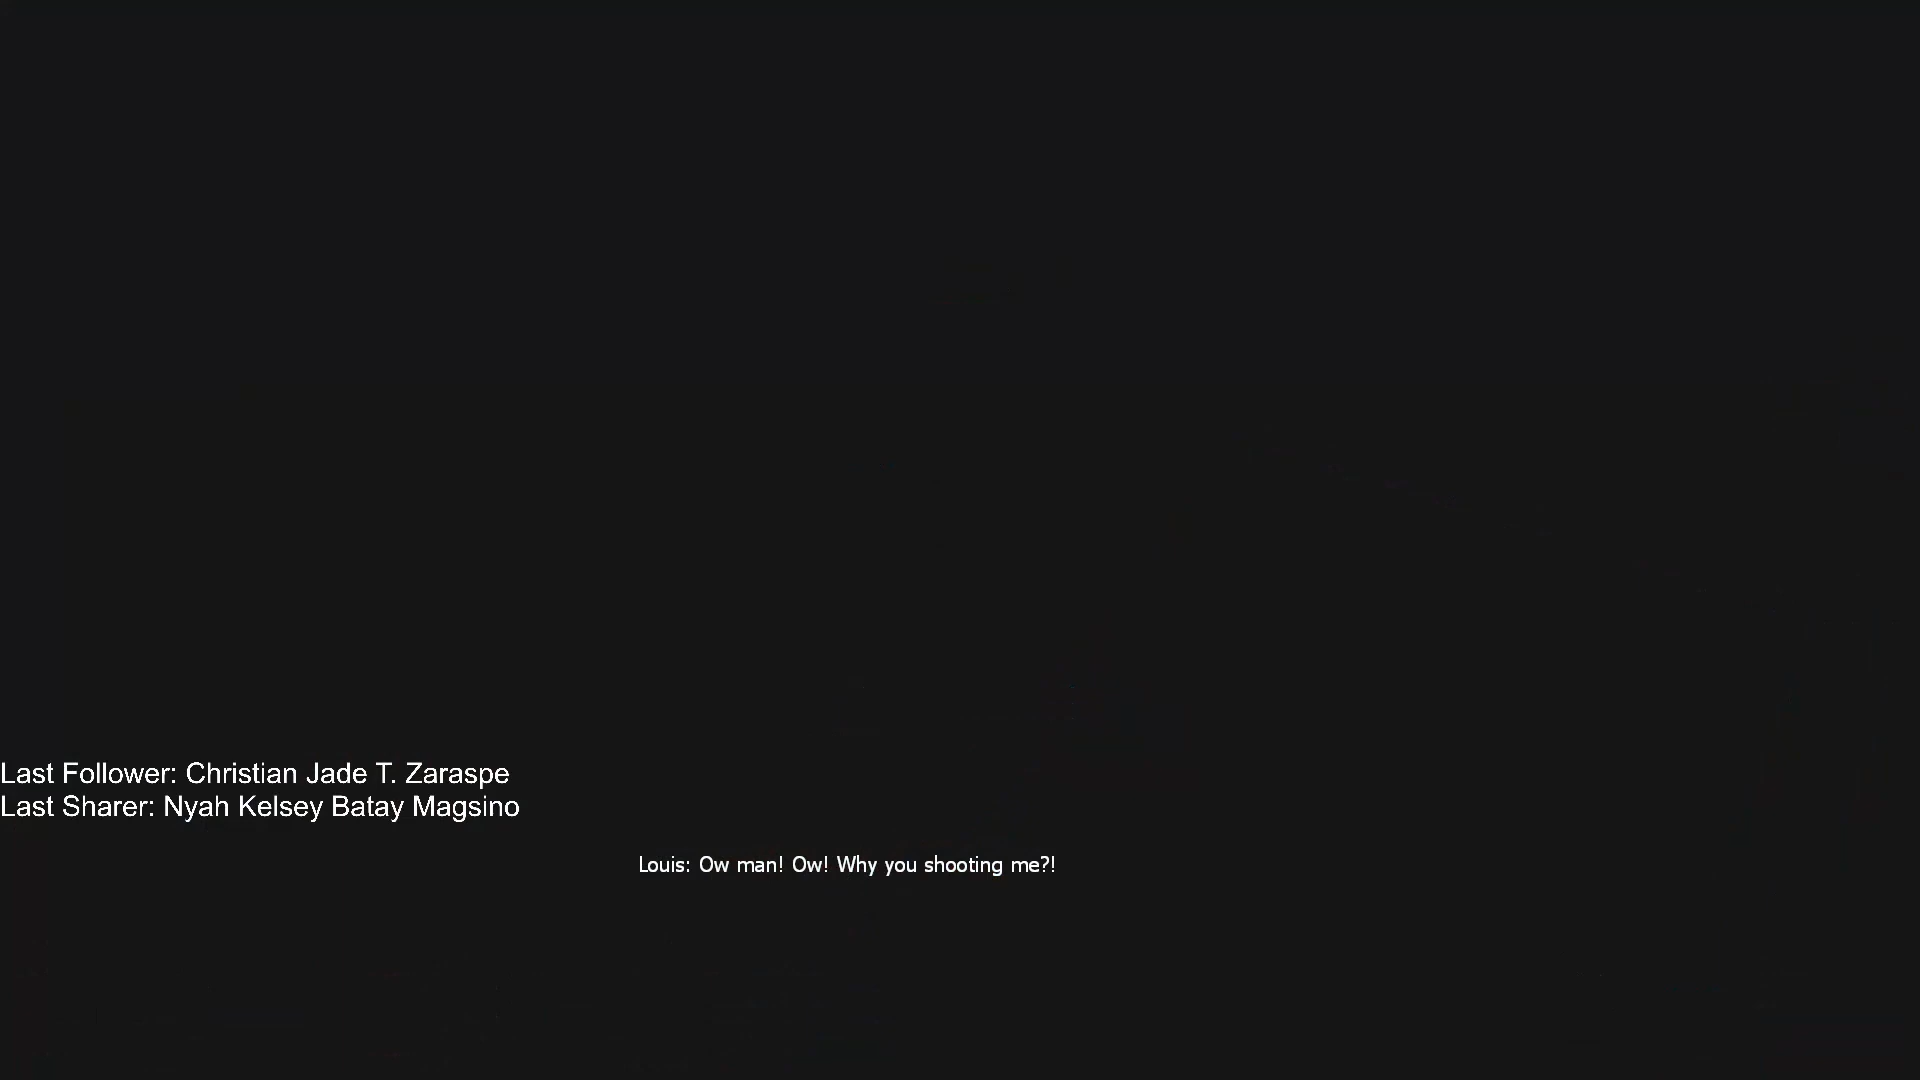 Last Follower: Christian Jade T. Zaraspe
Last Sharer: Nyah Kelsey Batay Magsino
Louis: Ow man! Ow! Why you shooting me?!